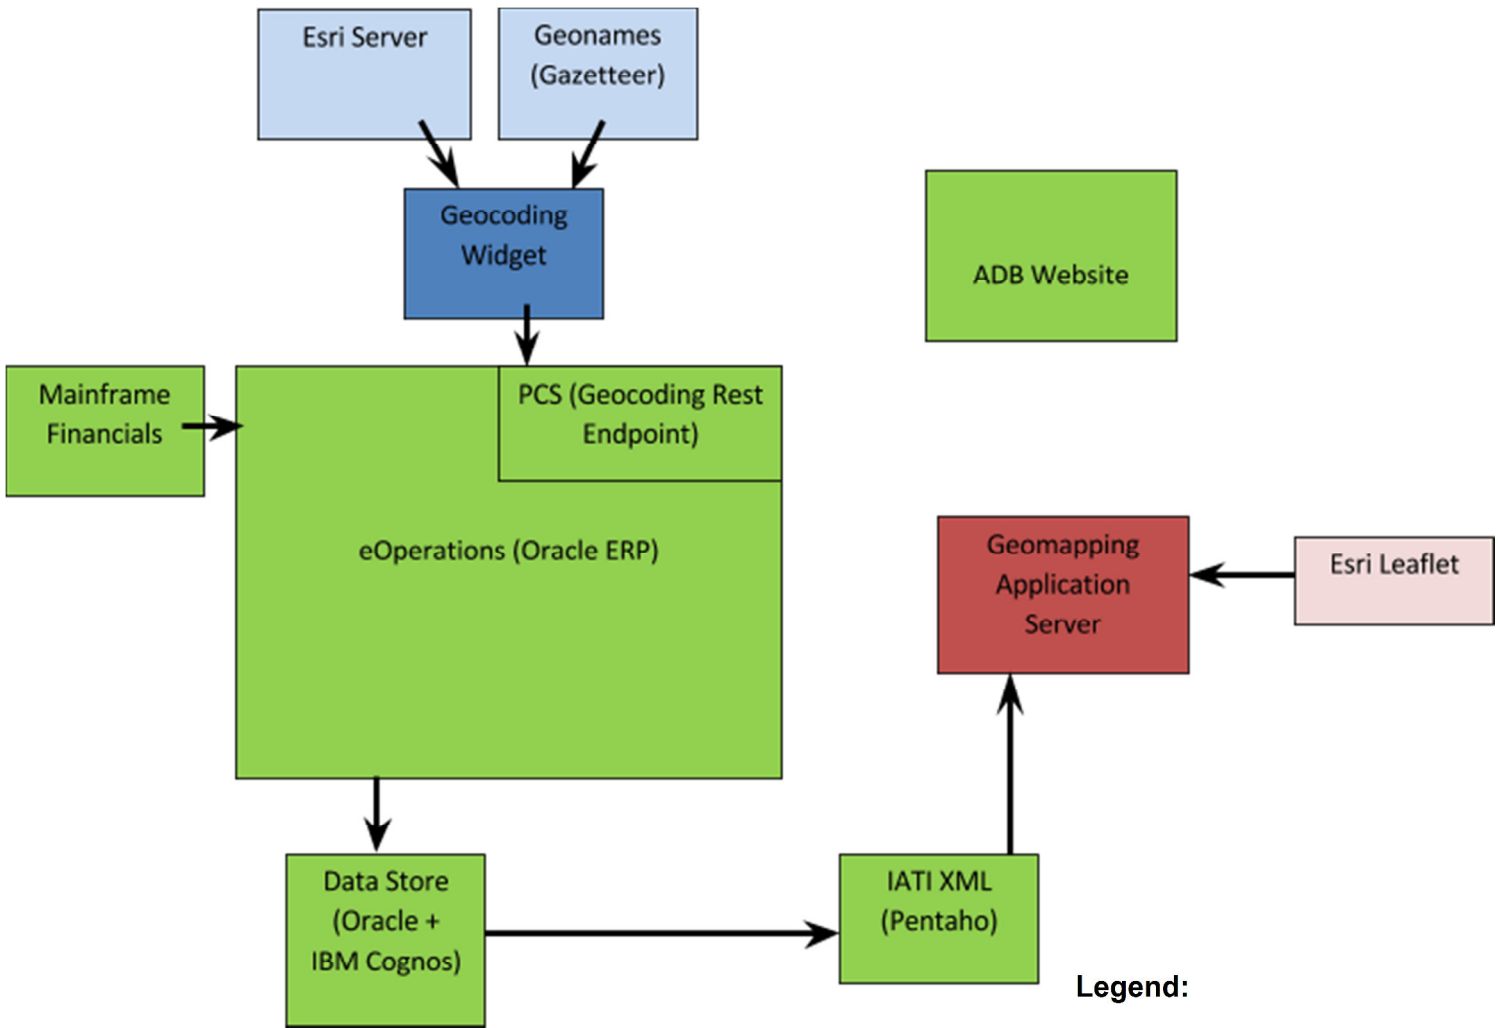 Esri Server
Geonames
(Gazetteer)
Geocoding
Widget
ADB Website
Mainframe
Financials
PCS (Geocoding Rest
Endpoint)
eOperations (Oracle ERP)
Geomapping
Application
Server
Esri Leaflet
Data Store
(Oracle +
IBM Cognos)
IATI XML
(Pentaho)
Legend: